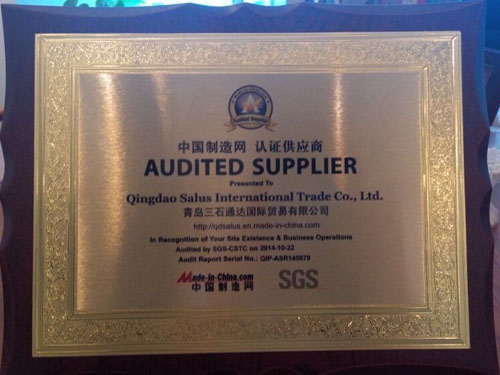 Audited Supplier
中国制造网 认证供应商
AUDITED SUPPLIER
Presented To
Qingdao Salus International Trade Co., Ltd.
青岛三石通达国际贸易有限公司
http://qdsalus.en.made-in-china.com
In Recognition of Your Site Existence & Business Operations
Audited by SGS-CSTC on 2014-10-22
Audit Report Serial No.: QIP-ASR145679
Made-in-China.com
中国制造网
SGS